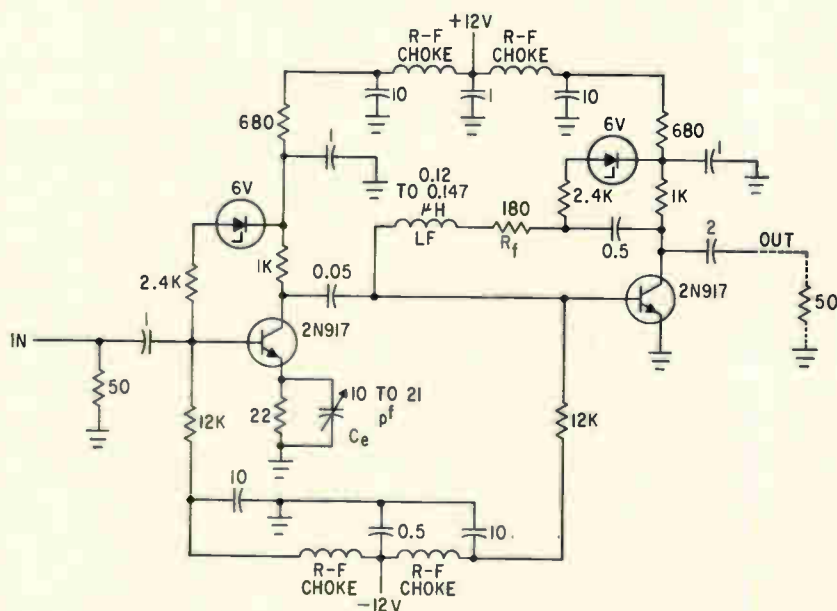 +12V
R-F
CHOKE
R-F
CHOKE
10
1
10
680
680
6V
1
1
0.12
TO 0.147
μH
LF
180
Rf
2.4K
1K
0.5
6V
2.4K
1K
0.05
2
OUT
50
2N917
2N917
IN
1
50
12K
22
10 TO 21
pf
Ce
12K
10
0.5
10
R-F
CHOKE
R-F
CHOKE
-12V